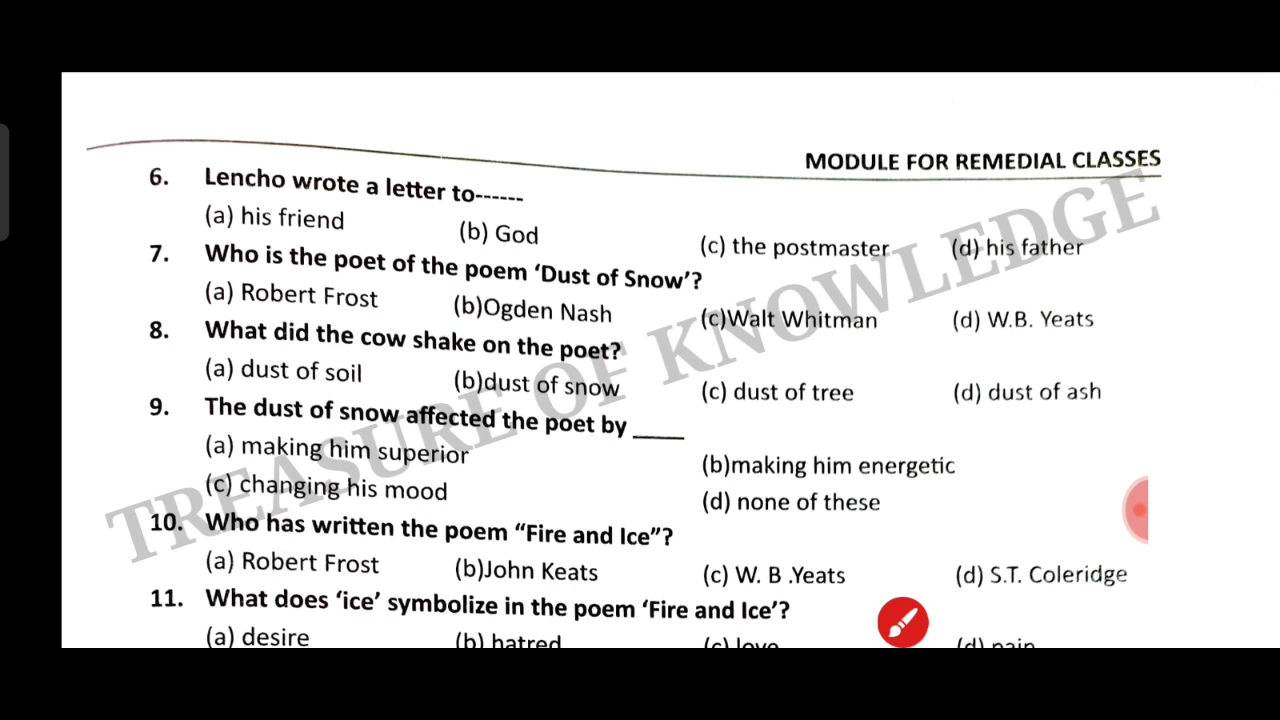 MODULE FOR REMEDIAL CLASSES
6. Lencho wrote a letter to------
(a) his friend (b) God (c) the postmaster (d) his father
7. Who is the poet of the poem ‘Dust of Snow’?
(a) Robert Frost (b)Ogden Nash (c)Walt Whitman (d) W.B. Yeats
8. What did the cow shake on the poet?
(a) dust of soil (b)dust of snow (c) dust of tree (d) dust of ash
9. The dust of snow affected the poet by ____
(a) making him superior (b)making him energetic
(c) changing his mood (d) none of these
10. Who has written the poem “Fire and Ice”?
(a) Robert Frost (b)John Keats (c) W. B .Yeats (d) S.T. Coleridge
11. What does ‘ice’ symbolize in the poem ‘Fire and Ice’?
(a) desire (b) hatred (c) love (d) pain
TREASURE OF KNOWLEDGE